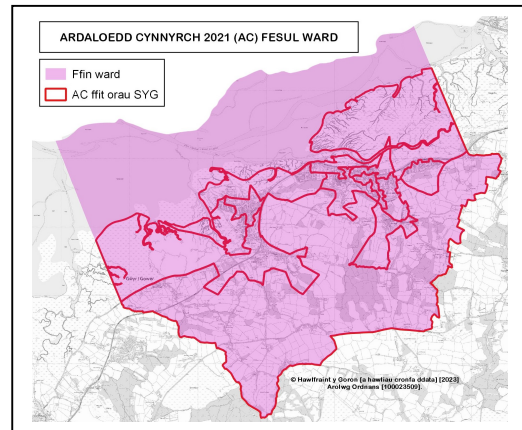 ARDALOEDD CYNNYRCH 2021 (AC) FESUL WARD
Ffin ward
AC ffit orau SYG
© Hawlfraint y Goron [a hawliau cronfa ddata] [2023]
Arolwg Ordnans [100023509].